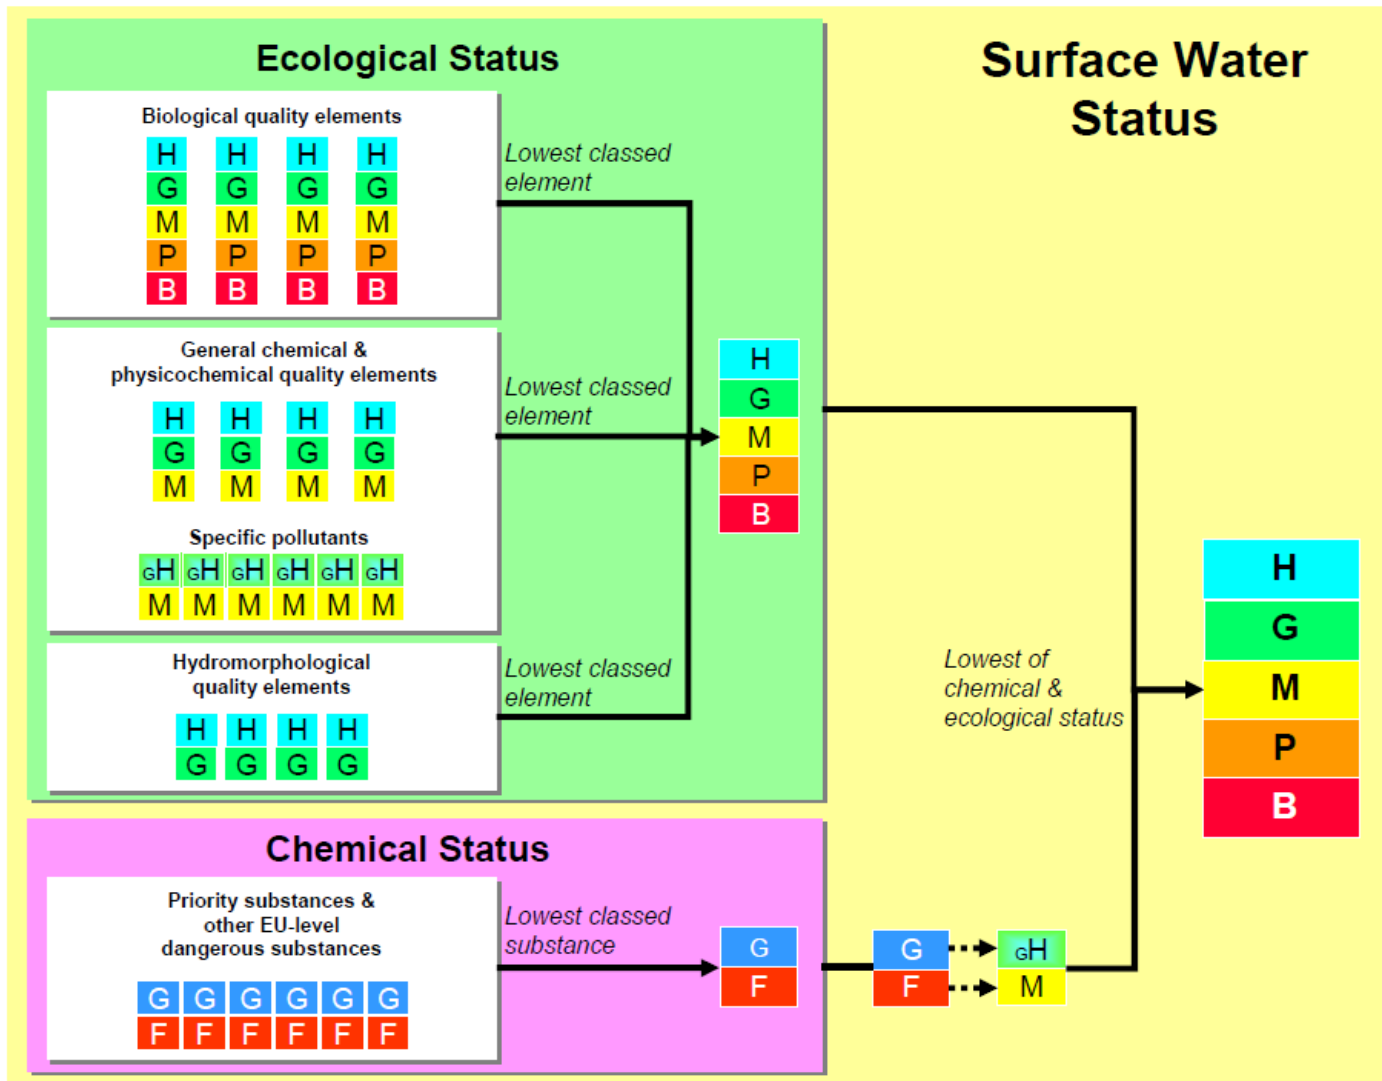 Ecological Status
Surface Water
Status
Biological quality elements
H H H H
G G G G
M M M M
P P P P
B B B B
Lowest classed
element
General chemical &
physicochemical quality elements
H H H H
G G G G
M M M M
Specific pollutants
GH GH GH GH GH GH
M M M M M M
Lowest classed
element
Hydromorphological
quality elements
H H H H
G G G G
Lowest classed
element
H
G
M
P
B
Chemical Status
Priority substances &
other EU-level
dangerous substances
G G G G G G
F F F F F F
Lowest classed
substance
G
F
G
F
GH
M
Lowest of
chemical &
ecological status
H
G
M
P
B